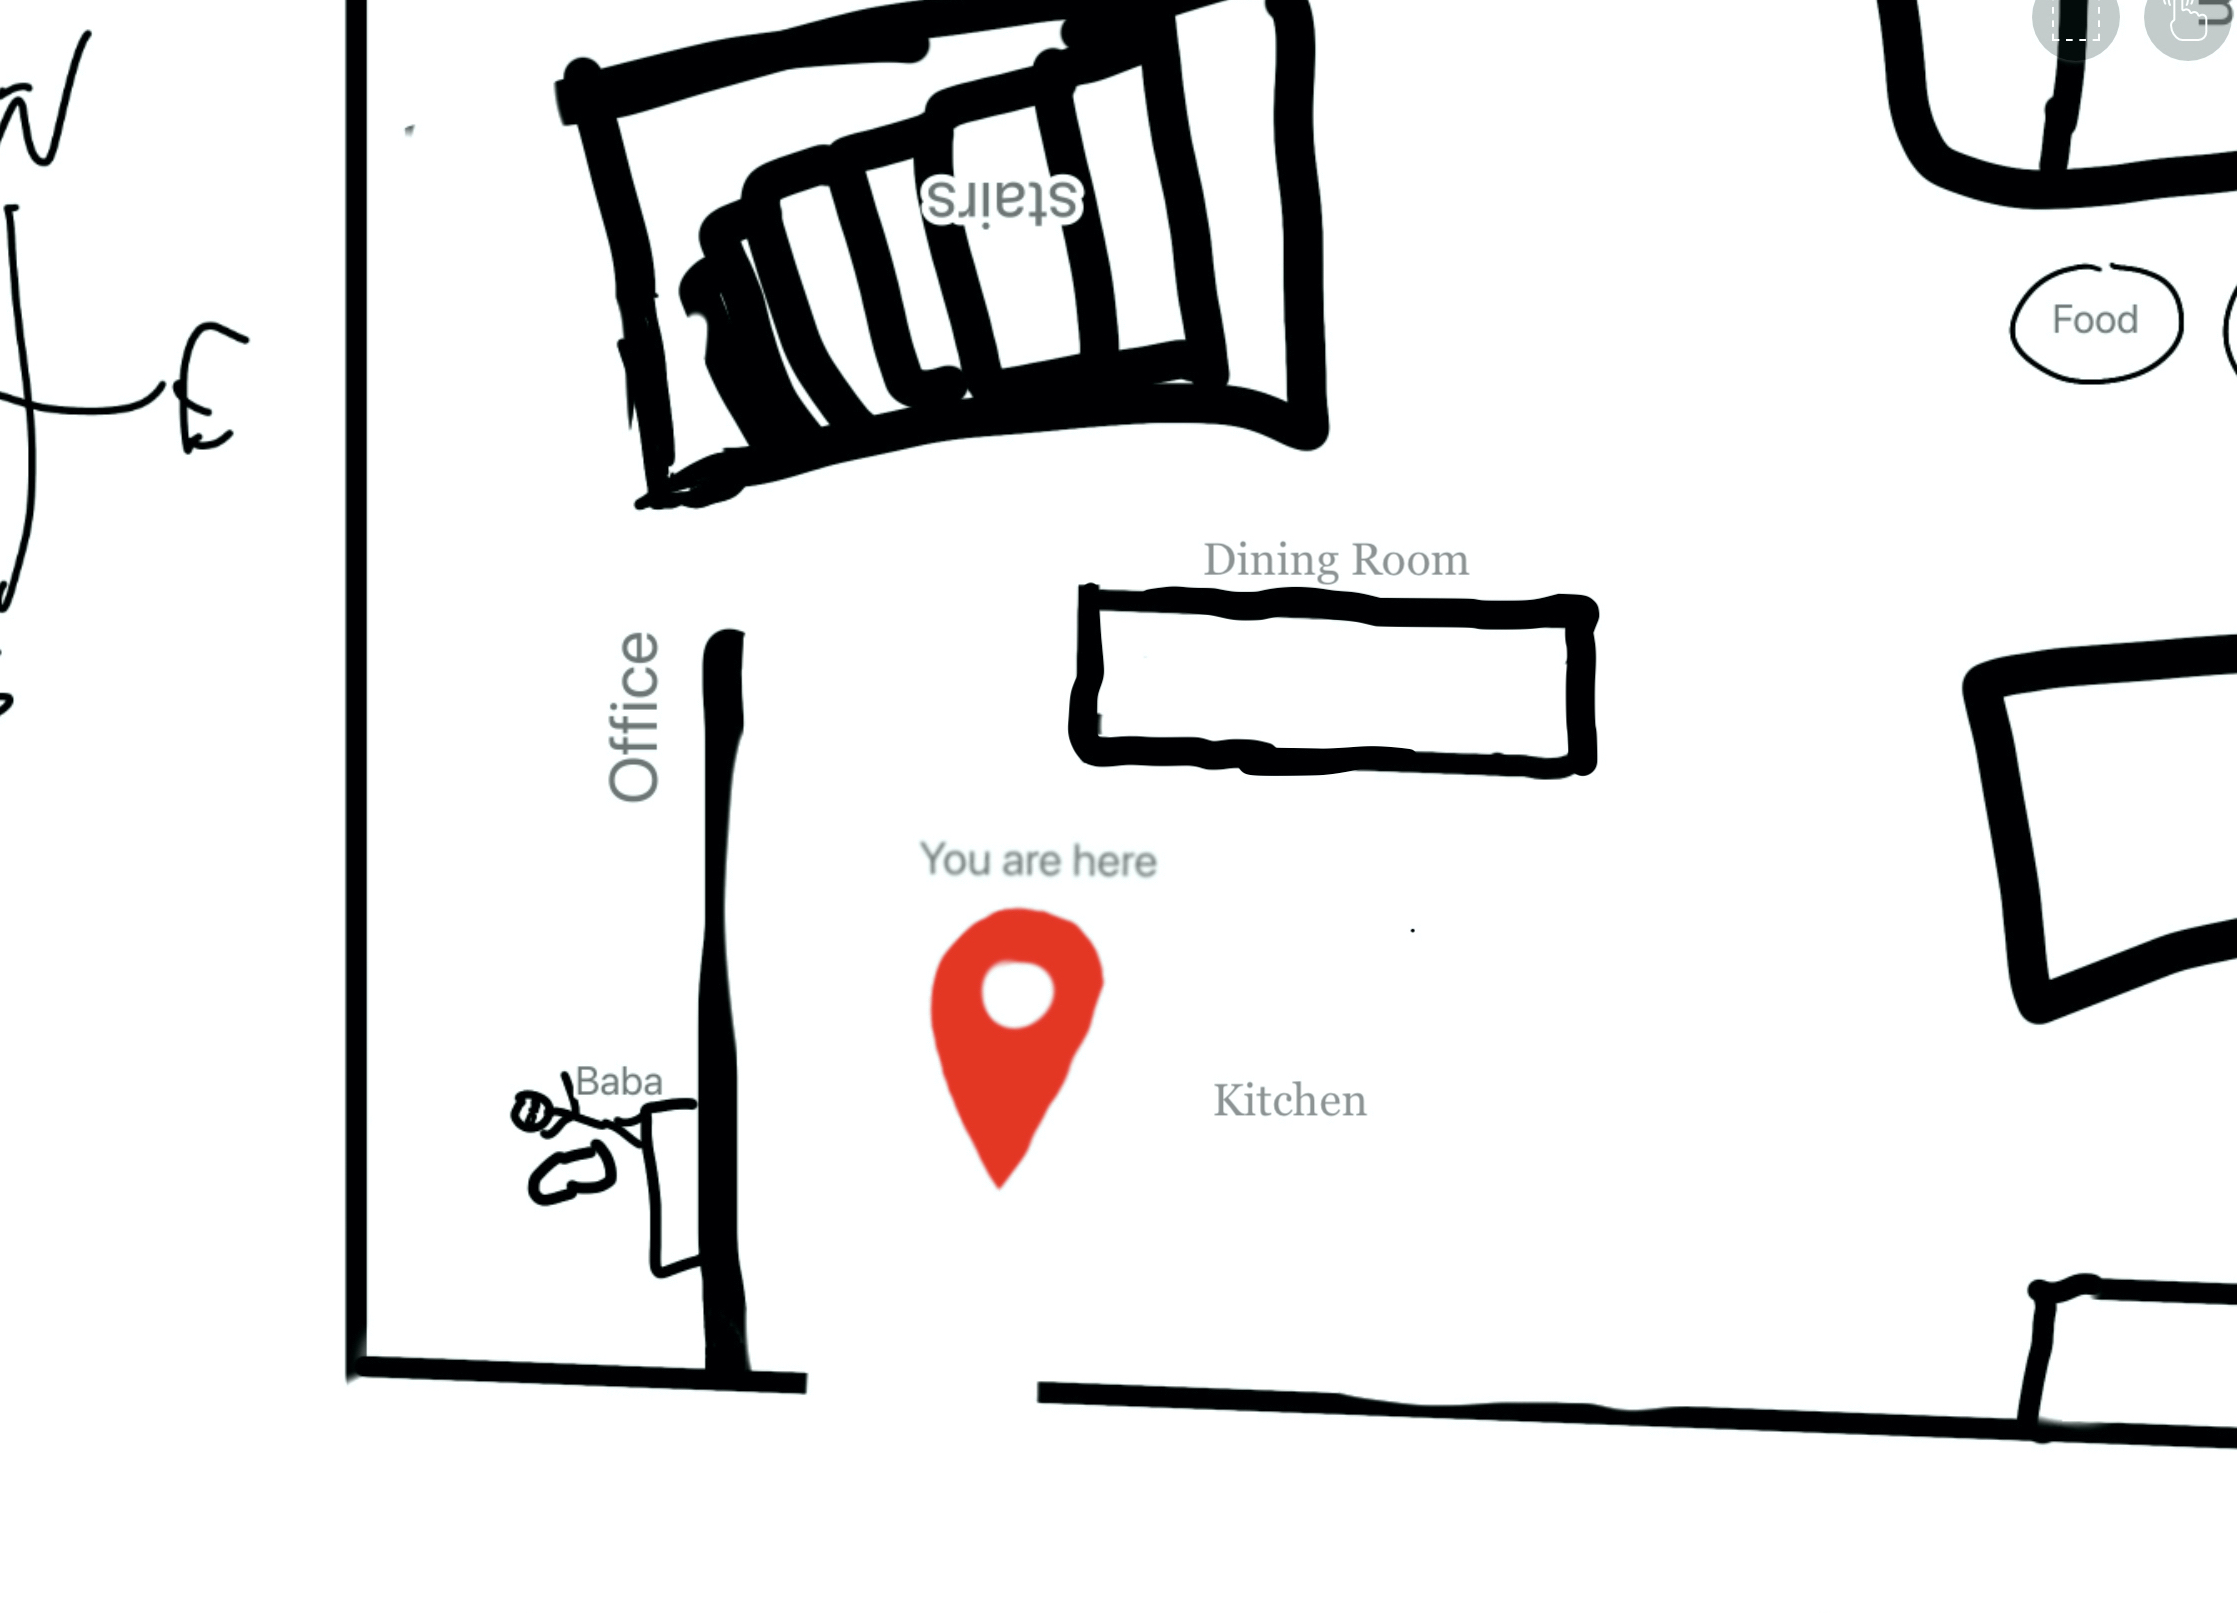 stairs
Food
Dining Room
Office
You are here
Baba
Kitchen